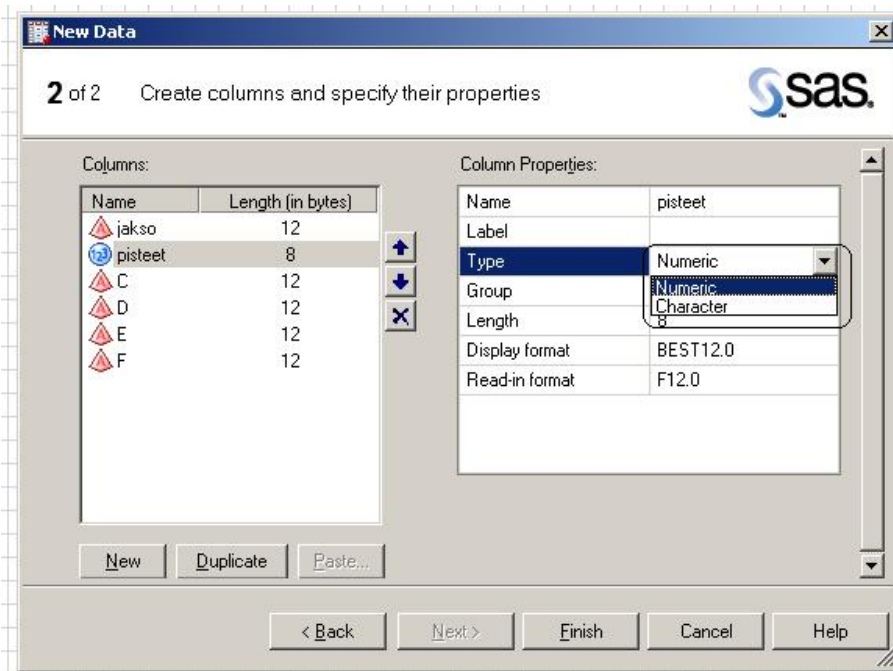 New Data
2 of 2 Create columns and specify their properties
sas.
Columns:
Name Length (in bytes)
jakso 12
pisteet 8
C 12
D 12
E 12
F 12
New Duplicate Paste...
Column Properties:
Name pisteet
Label
Type Numeric
Numeric
Character
Group
Length 8
Display format BEST12.0
Read-in format F12.0
< Back Next > Finish Cancel Help